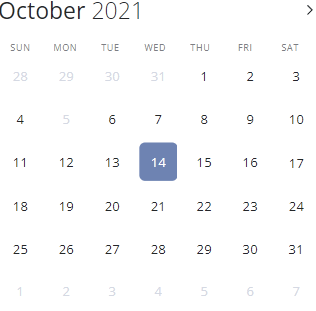 October 2021 >
SUN MON TUE WED THU FRI SAT
28 29 30 31 1 2 3
4 5 6 7 8 9 10
11 12 13 14 15 16 17
18 19 20 21 22 23 24
25 26 27 28 29 30 31
1 2 3 4 5 6 7